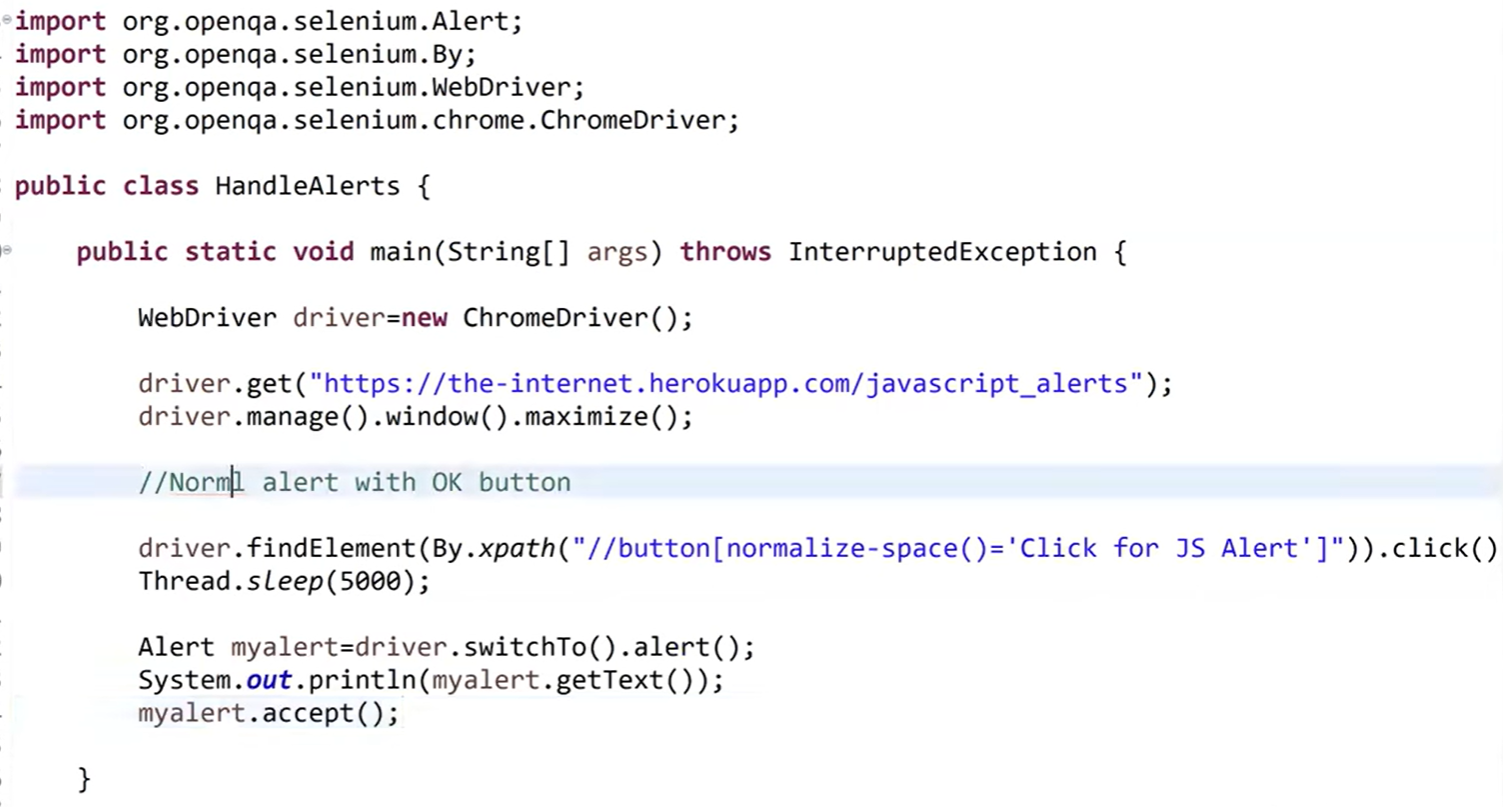 import org.openqa.selenium.Alert;
import org.openqa.selenium.By;
import org.openqa.selenium.WebDriver;
import org.openqa.selenium.chrome.ChromeDriver;
public class HandleAlerts {
public static void main(String[] args) throws InterruptedException {
WebDriver driver=new ChromeDriver();
driver.get("https://the-internet.herokuapp.com/javascript_alerts");
driver.manage().window().maximize();
//Norml alert with OK button
driver.findElement(By.xpath("//button[normalize-space()='Click for JS Alert']")).click()
Thread.sleep(5000);
Alert myalert=driver.switchTo().alert();
System.out.println(myalert.getText());
myalert.accept();
}